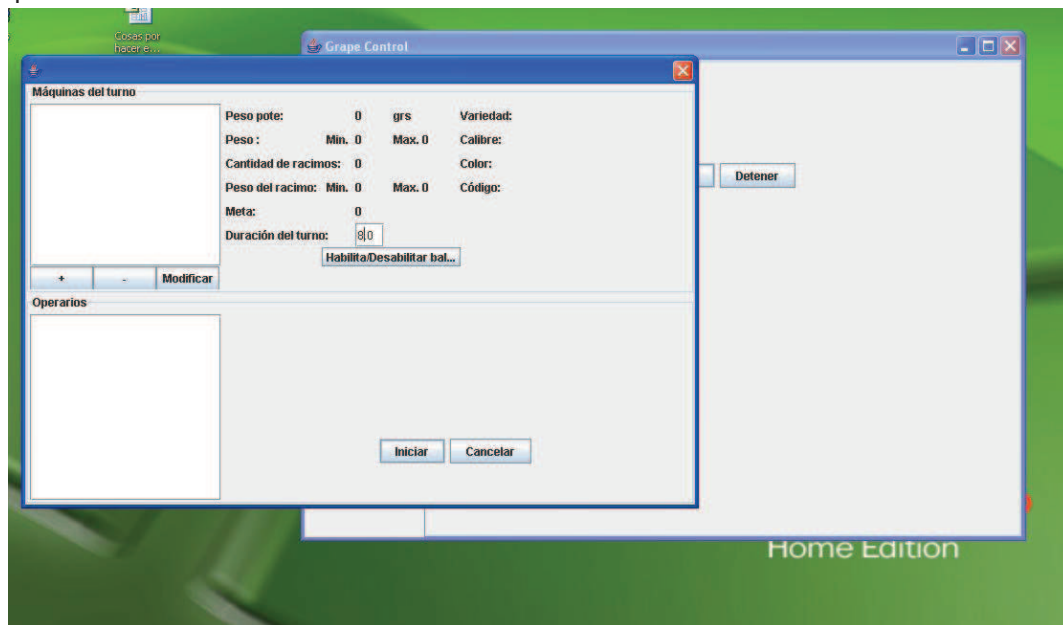 Cosas por
hacer e...
Grape Control
Máquinas del turno
Peso pote: 0 grs Variedad:
Peso : Min. 0 Max. 0 Calibre:
Cantidad de racimos: 0 Color:
Peso del racimo: Min. 0 Max. 0 Código:
Meta: 0
Duración del turno: 8,0
Habilita/Desabilitar bal...
+ - Modificar
Detener
Operarios
Iniciar Cancelar
Home Edition